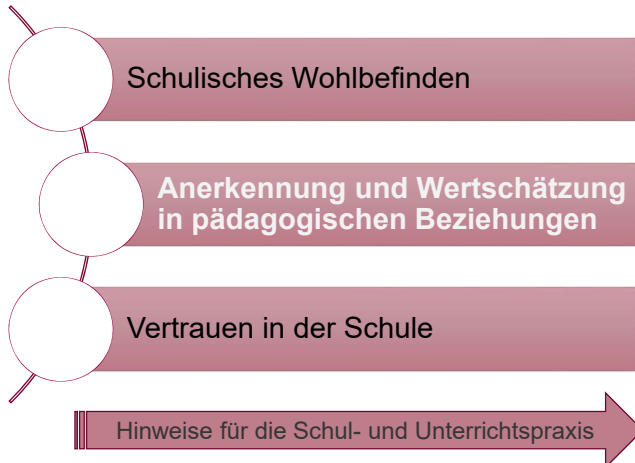 Schulisches Wohlbefinden
Anerkennung und Wertschätzung
in pädagogischen Beziehungen
Vertrauen in der Schule
Hinweise für die Schul- und Unterrichtspraxis